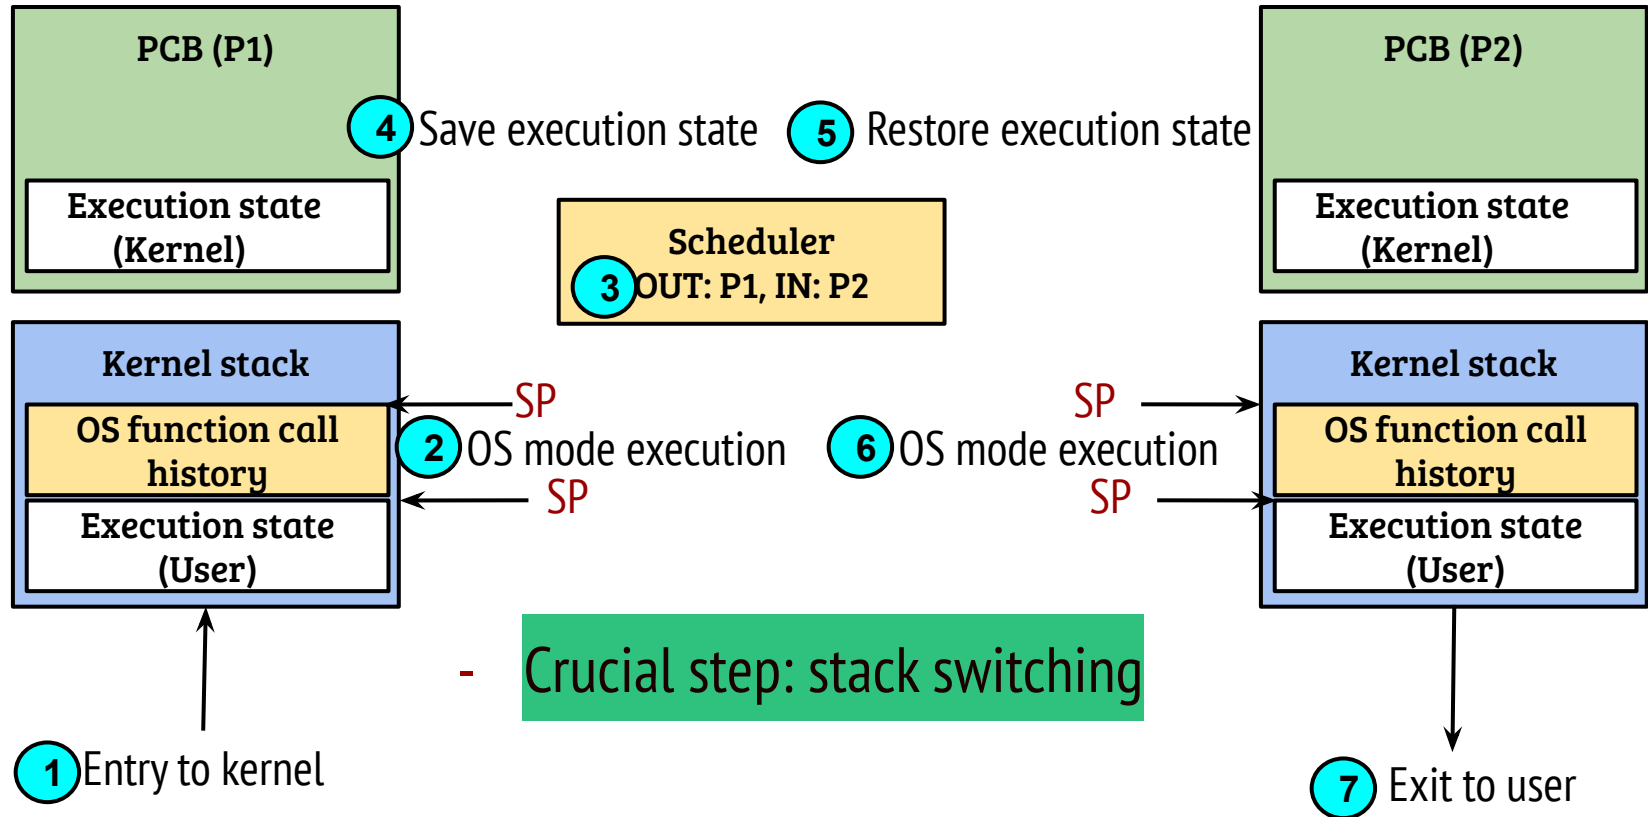 PCB (P1)
PCB (P2)
4 Save execution state
5 Restore execution state
Execution state
(Kernel)
Scheduler
3 OUT: P1, IN: P2
Execution state
(Kernel)
Kernel stack
SP
OS function call
history
2 OS mode execution
SP
Execution state
(User)
Kernel stack
SP
6 OS mode execution
OS function call
history
SP
Execution state
(User)
- Crucial step: stack switching
1 Entry to kernel
7 Exit to user